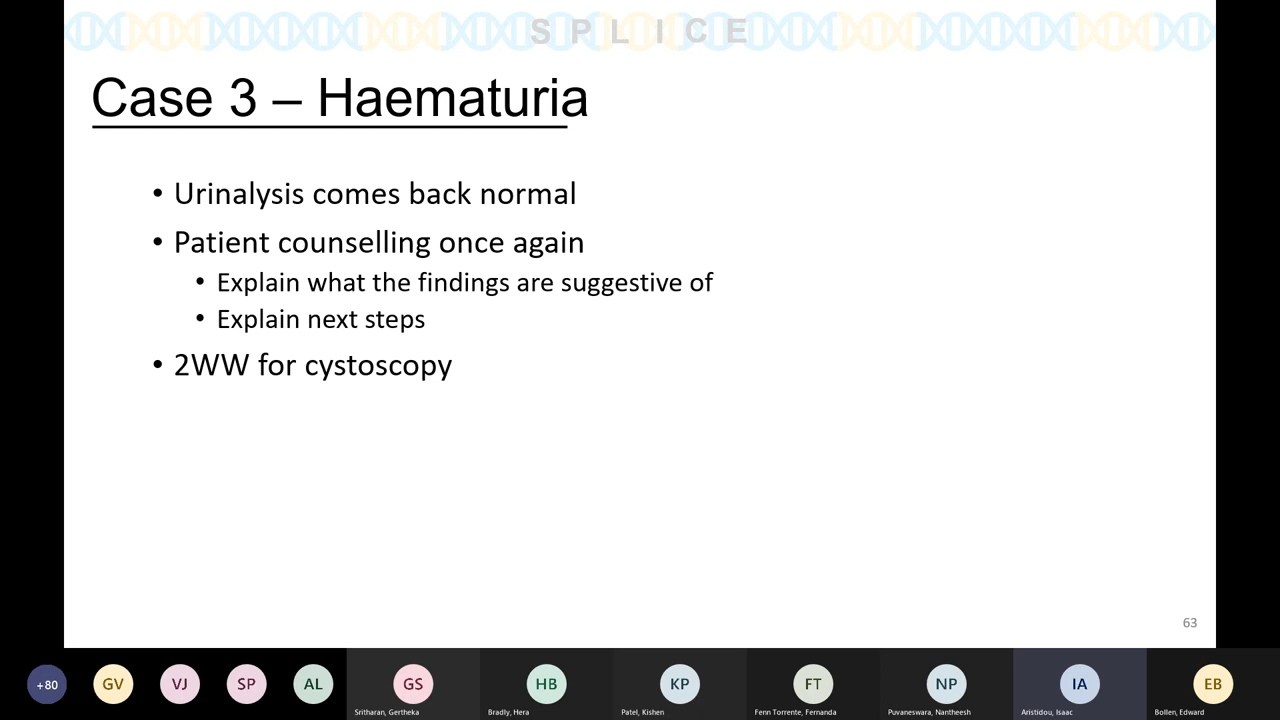 S P L I C E
Case 3 – Haematuria
• Urinalysis comes back normal
• Patient counselling once again
• Explain what the findings are suggestive of
• Explain next steps
• 2WW for cystoscopy
63
+80
GV
VJ
SP
AL
GS
HB
KP
FT
NP
IA
EB
Sritharan, Gertheka
Bradly, Hera
Patel, Kishen
Fenn Torrente, Fernanda
Puvaneswara, Nantheesh
Aristidou, Isaac
Bollen, Edward